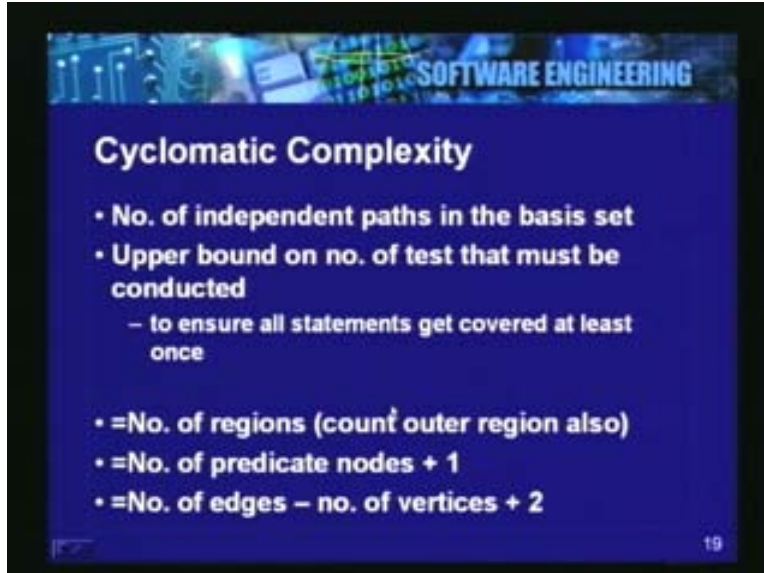 SOFTWARE ENGINEERING
Cyclomatic Complexity
• No. of independent paths in the basis set
• Upper bound on no. of test that must be
conducted
– to ensure all statements get covered at least
once
• =No. of regions (count outer region also)
• =No. of predicate nodes + 1
• =No. of edges – no. of vertices + 2
19